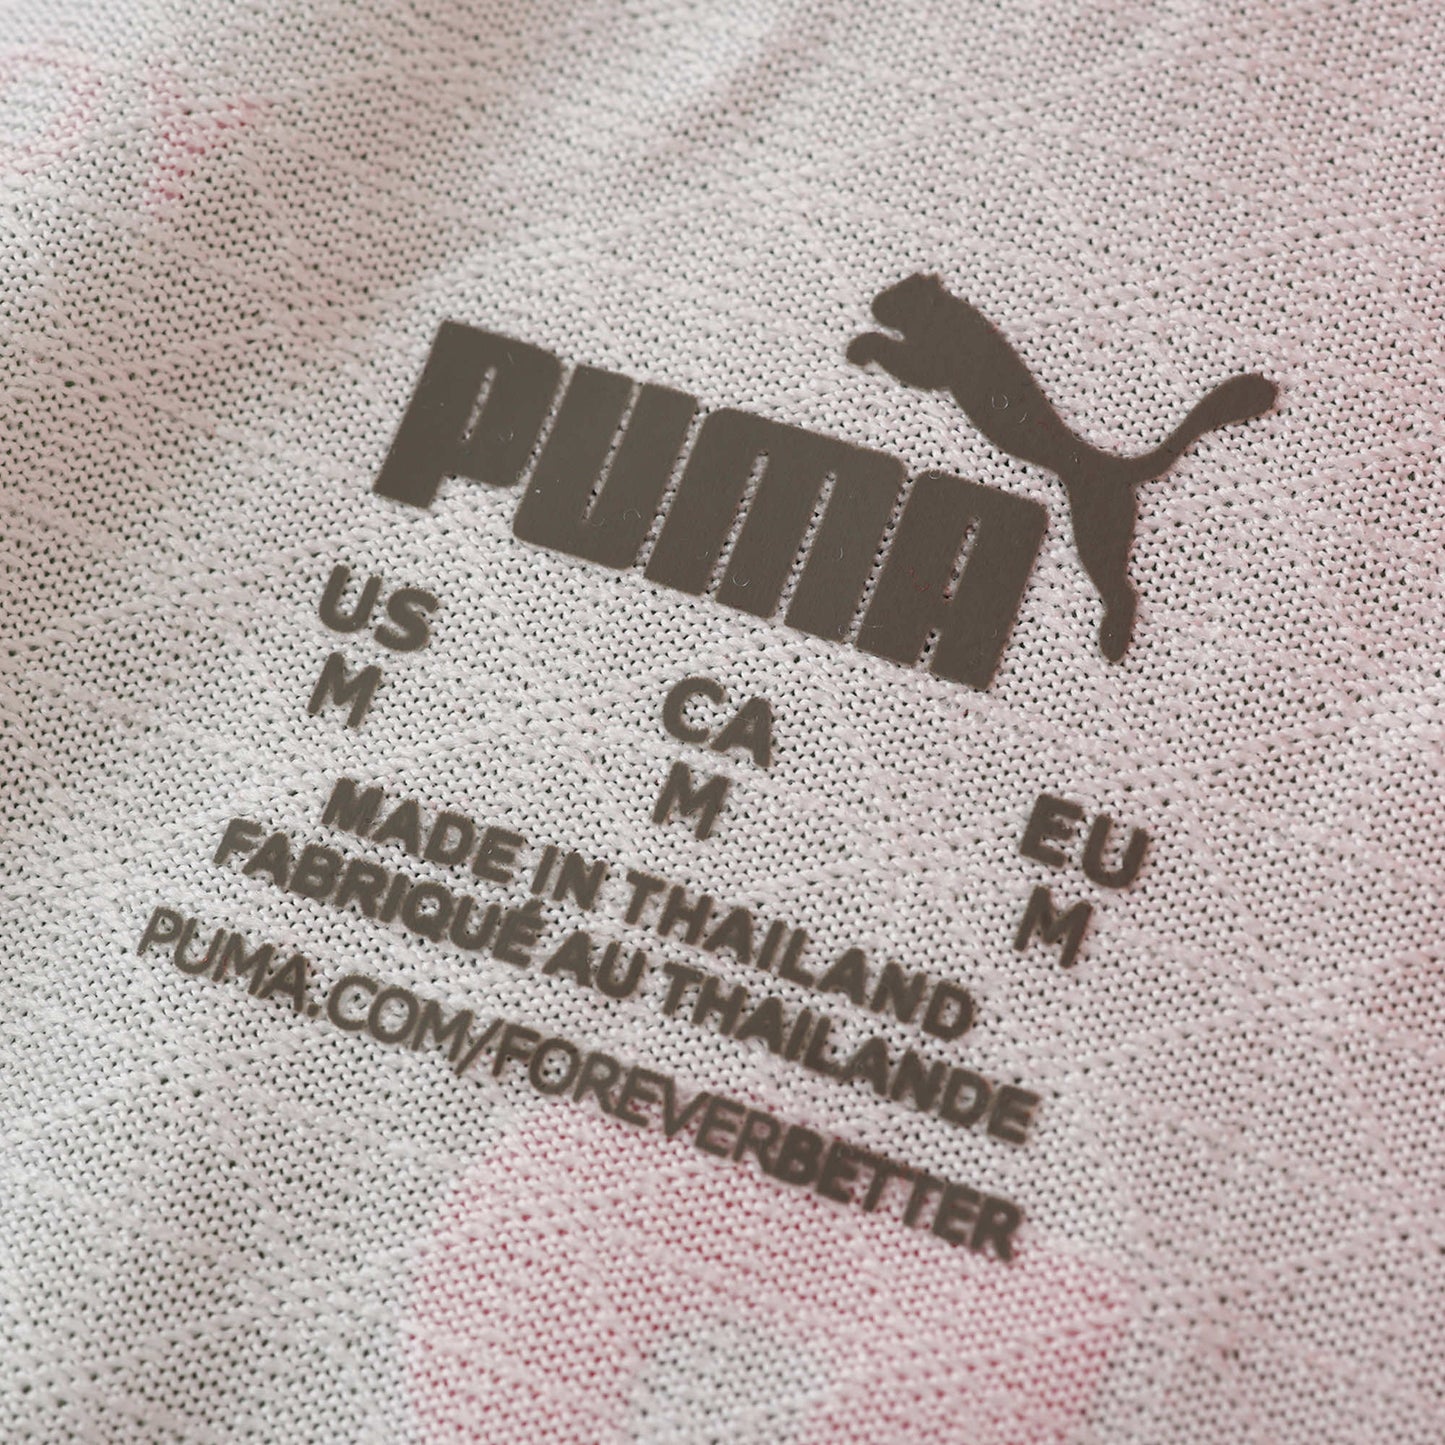 PUMA
US CA EU
M M M
MADE IN THAILAND
FABRIQUÉ AU THAILANDE
PUMA.COM/FOREVERBETTER